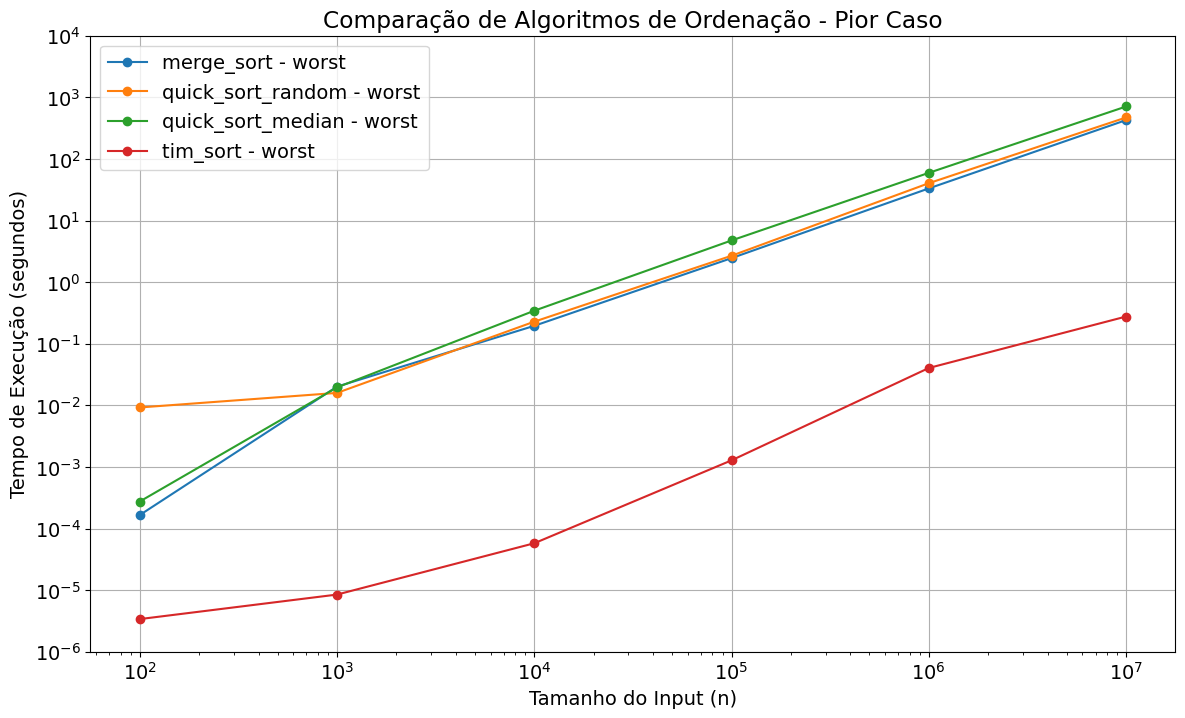 Comparação de Algoritmos de Ordenação - Pior Caso
merge_sort - worst
quick_sort_random - worst
quick_sort_median - worst
tim_sort - worst
Tempo de Execução (segundos)
10⁴
10³
10²
10¹
10⁰
10⁻¹
10⁻²
10⁻³
10⁻⁴
10⁻⁵
10⁻⁶
10² 10³ 10⁴ 10⁵ 10⁶ 10⁷
Tamanho do Input (n)